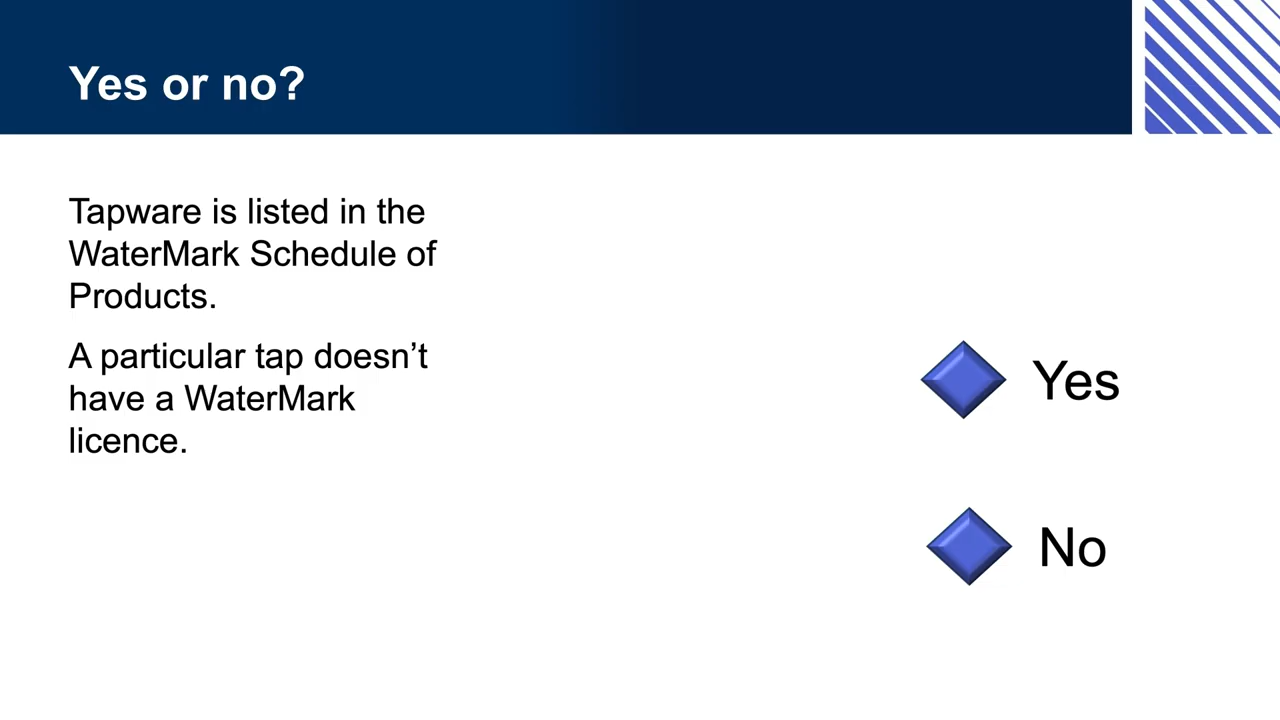 Yes or no?
Tapware is listed in the
WaterMark Schedule of
Products.
A particular tap doesn’t
have a WaterMark
licence.
Yes
No